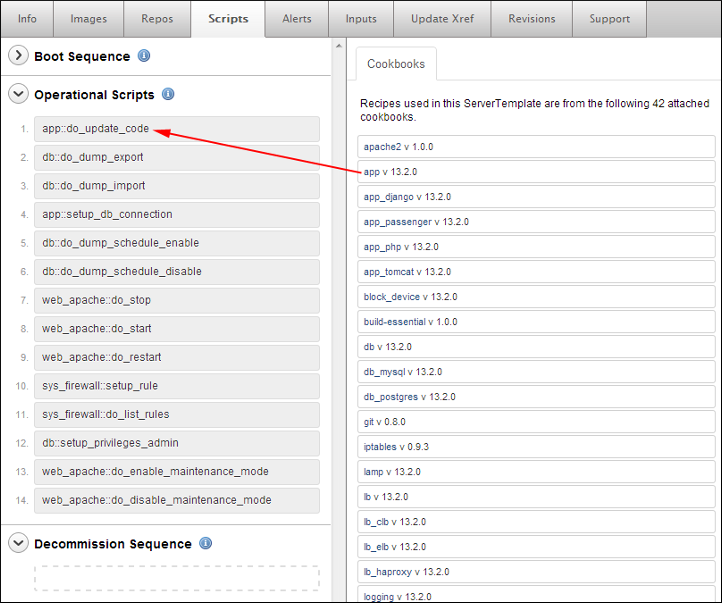 Info Images Repos Scripts Alerts Inputs Update Xref Revisions Support
Boot Sequence
Operational Scripts
1. app::do_update_code
2. db::do_dump_export
3. db::do_dump_import
4. app::setup_db_connection
5. db::do_dump_schedule_enable
6. db::do_dump_schedule_disable
7. web_apache::do_stop
8. web_apache::do_start
9. web_apache::do_restart
10. sys_firewall::setup_rule
11. sys_firewall::do_list_rules
12. db::setup_privileges_admin
13. web_apache::do_enable_maintenance_mode
14. web_apache::do_disable_maintenance_mode
Decommission Sequence
Cookbooks
Recipes used in this ServerTemplate are from the following 42 attached
cookbooks.
apache2 v 1.0.0
app v 13.2.0
app_django v 13.2.0
app_passenger v 13.2.0
app_php v 13.2.0
app_tomcat v 13.2.0
block_device v 13.2.0
build-essential v 1.0.0
db v 13.2.0
db_mysql v 13.2.0
db_postgres v 13.2.0
git v 0.8.0
iptables v 0.9.3
lamp v 13.2.0
lb v 13.2.0
lb_clb v 13.2.0
lb_elb v 13.2.0
lb_haproxy v 13.2.0
logging v 13.2.0